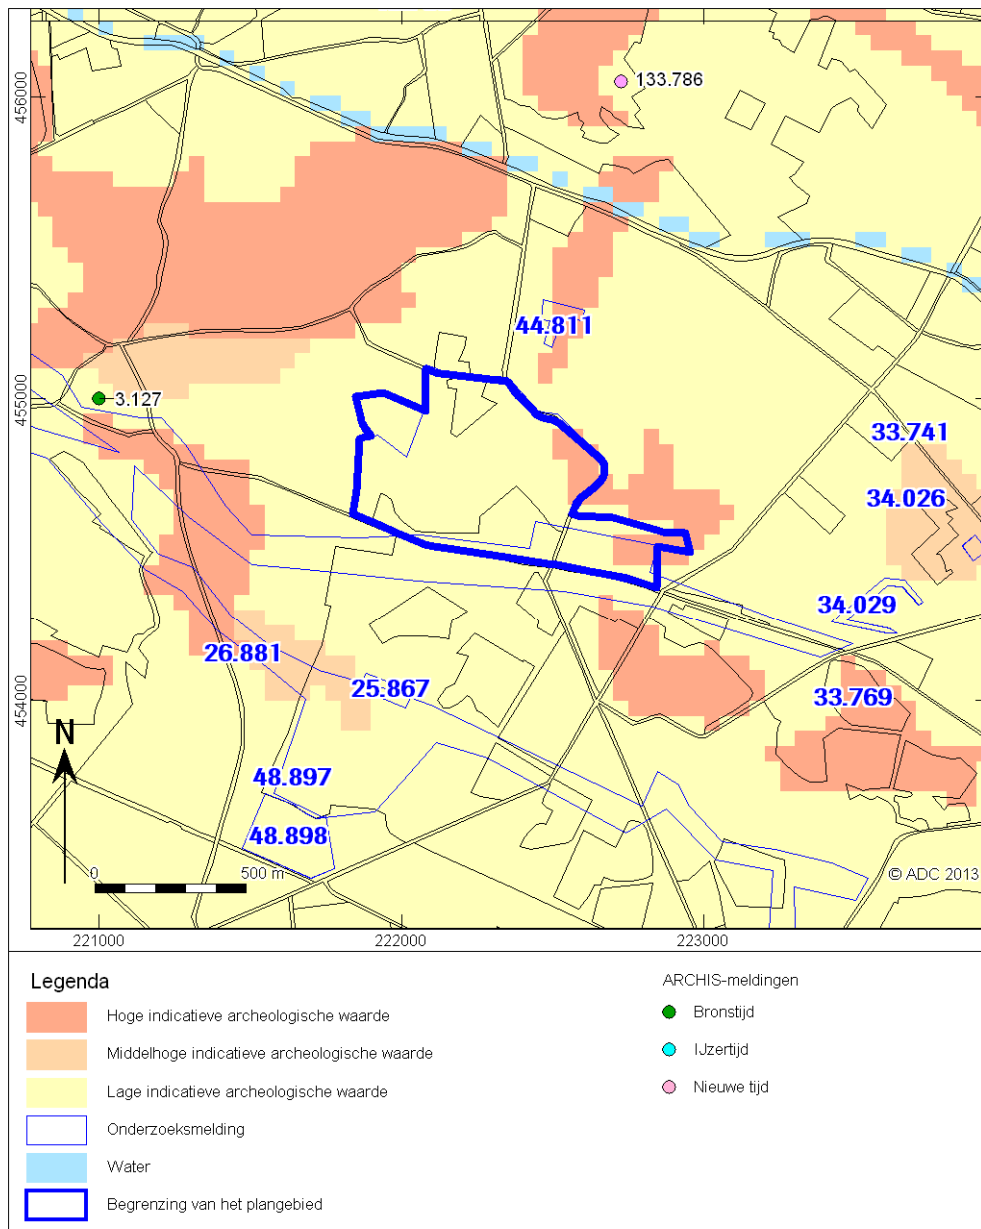 456000
133.786
44.811
455000
3.127
33.741
34.026
34.029
26.881
25.867
33.769
454000
N
48.897
48.898
0
500 m
© ADC 2013
221000
222000
223000
Legenda
Hoge indicatieve archeologische waarde
Middelhoge indicatieve archeologische waarde
Lage indicatieve archeologische waarde
Onderzoeksmelding
Water
Begrenzing van het plangebied
ARCHIS-meldingen
Bronstijd
IJzertijd
Nieuwe tijd